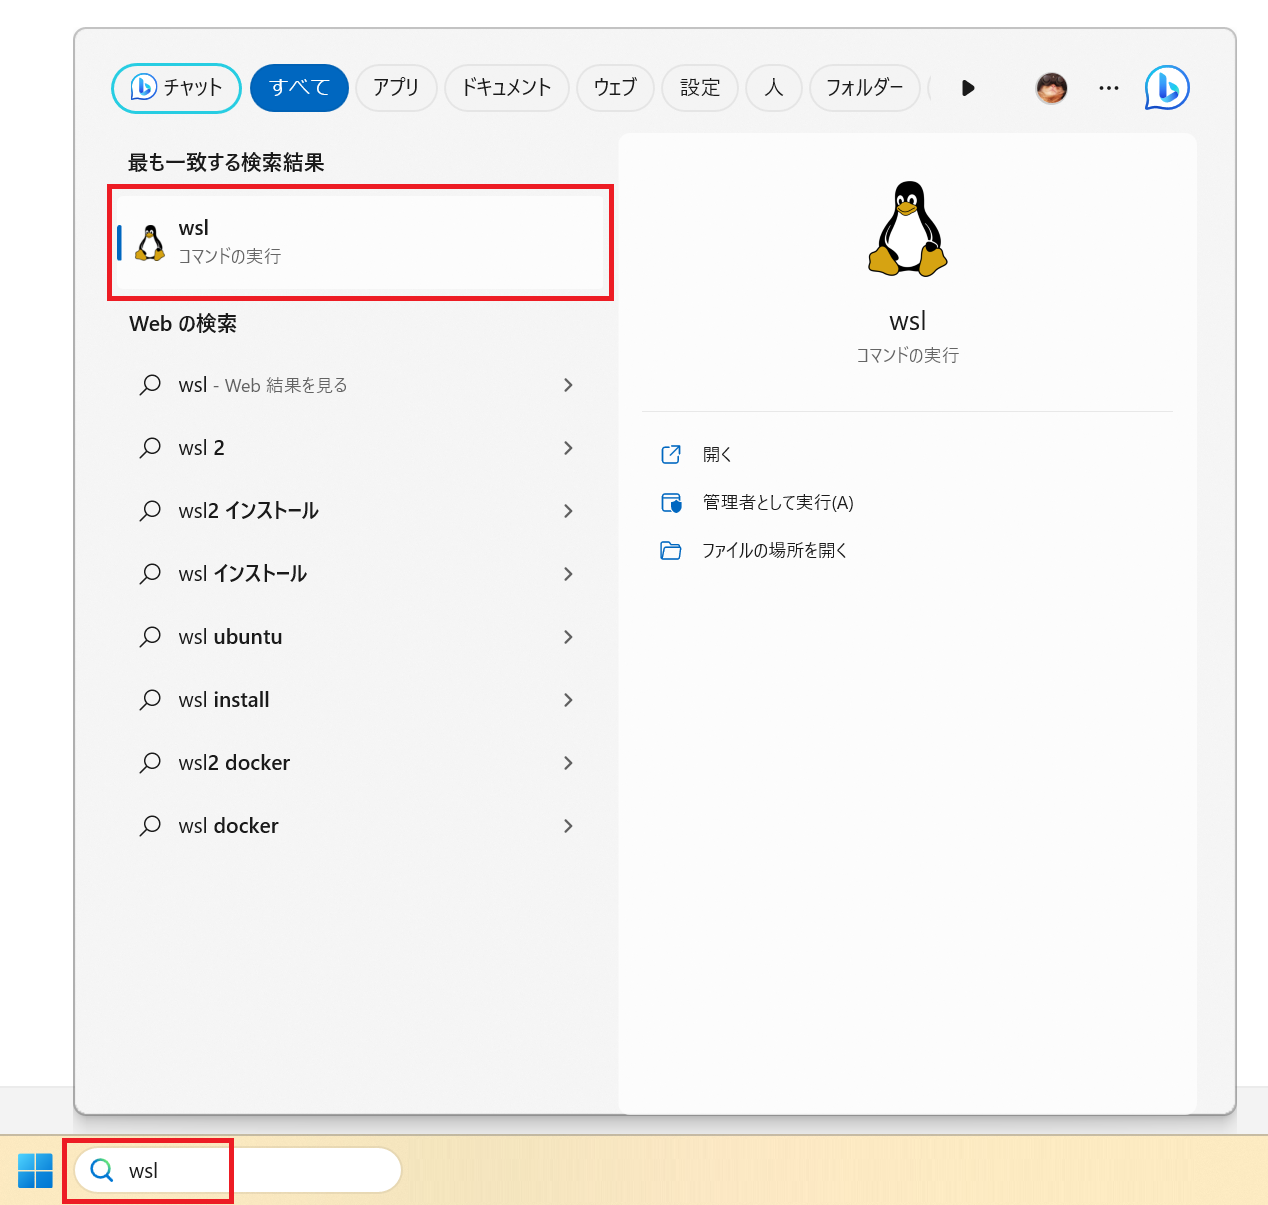 チャット すべて アプリ ドキュメント ウェブ 設定 人 フォルダー
最も一致する検索結果
wsl
コマンドの実行
Web の検索
wsl - Web 結果を見る
wsl 2
wsl2 インストール
wsl インストール
wsl ubuntu
wsl install
wsl2 docker
wsl docker
wsl
コマンドの実行
開く
管理者として実行(A)
ファイルの場所を開く
wsl